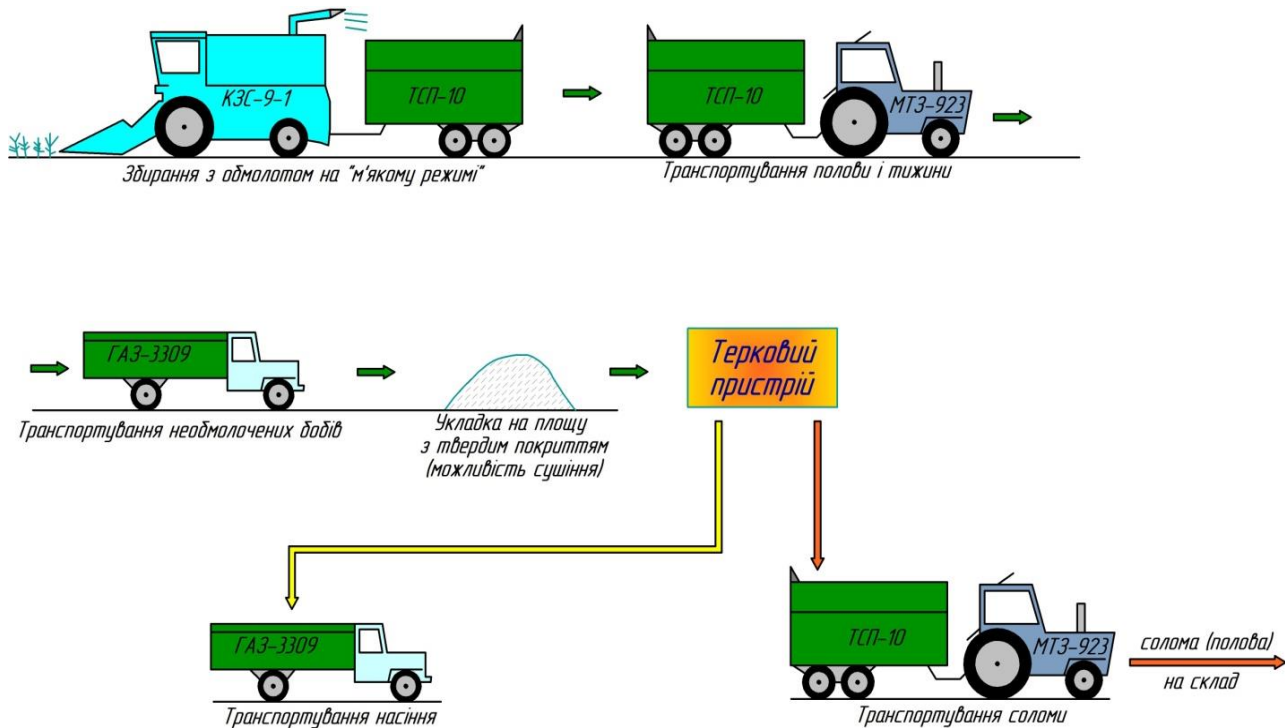 КЗС-9-1
ТСП-10
ТСП-10
МТЗ-923
Збирання з обмолотом на "м'якому режимі"
Транспортування полови і тижини
ГАЗ-3309
Транспортування необмолочених бобів
Укладка на площу
з твердим покриттям
(можливість сушіння)
Терковий
пристрій
ГАЗ-3309
Транспортування насіння
ТСП-10
МТЗ-923
Транспортування соломи
солома (полова)
на склад